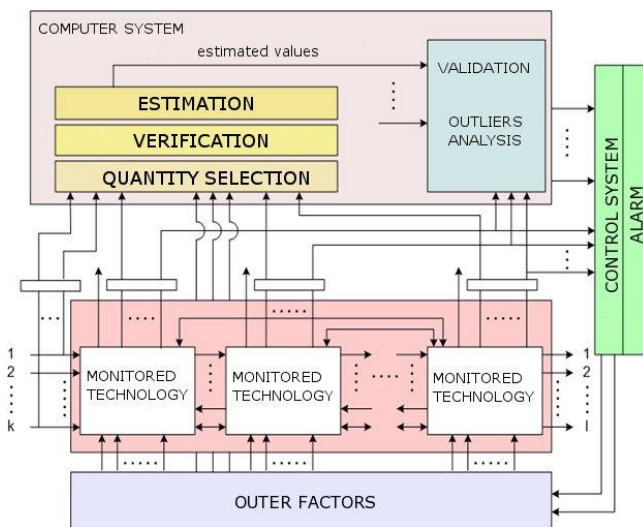 COMPUTER SYSTEM
estimated values
VALIDATION
ESTIMATION
VERIFICATION
OUTLIERS
ANALYSIS
QUANTITY SELECTION
CONTROL SYSTEM
ALARM
1
2
k
MONITORED
TECHNOLOGY
MONITORED
TECHNOLOGY
MONITORED
TECHNOLOGY
1
2
l
OUTER FACTORS